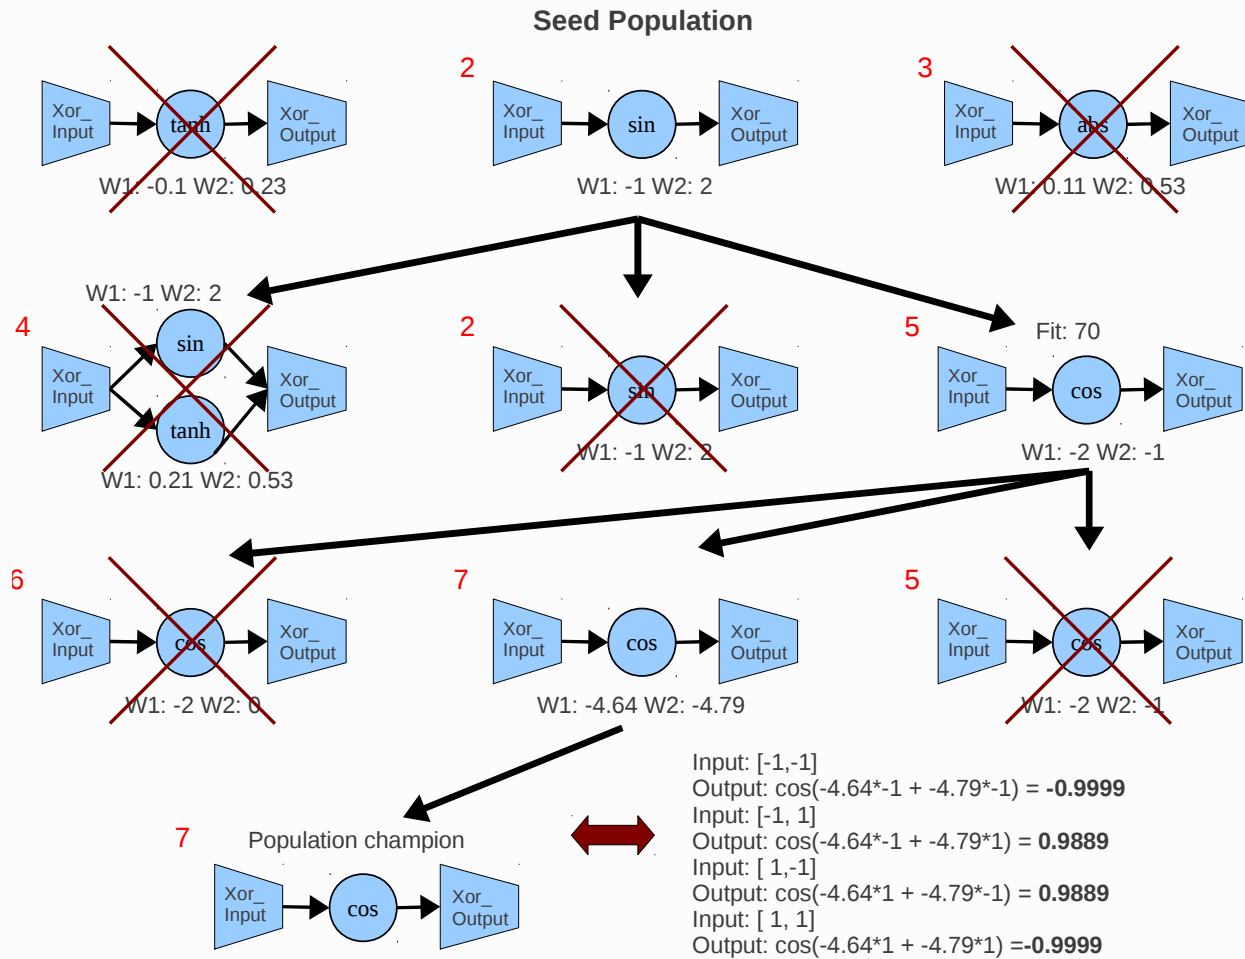 Seed Population
2
3
Xor_
Input
tanh
Xor_
Output
W1: -0.1 W2: 0.23
Xor_
Input
sin
Xor_
Output
W1: -1 W2: 2
Xor_
Input
abs
Xor_
Output
W1: 0.11 W2: 0.53
W1: -1 W2: 2
4
Xor_
Input
sin
tanh
Xor_
Output
W1: 0.21 W2: 0.53
2
Xor_
Input
sin
Xor_
Output
W1: -1 W2: 2
5
Fit: 70
Xor_
Input
cos
Xor_
Output
W1: -2 W2: -1
6
Xor_
Input
cos
Xor_
Output
W1: -2 W2: 0
7
Xor_
Input
cos
Xor_
Output
W1: -4.64 W2: -4.79
5
Xor_
Input
cos
Xor_
Output
W1: -2 W2: -1
7
Population champion
Xor_
Input
cos
Xor_
Output
Input: [-1,-1]
Output: cos(-4.64*-1 + -4.79*-1) = -0.9999
Input: [-1, 1]
Output: cos(-4.64*-1 + -4.79*1) = 0.9889
Input: [ 1,-1]
Output: cos(-4.64*1 + -4.79*-1) = 0.9889
Input: [ 1, 1]
Output: cos(-4.64*1 + -4.79*1) =-0.9999